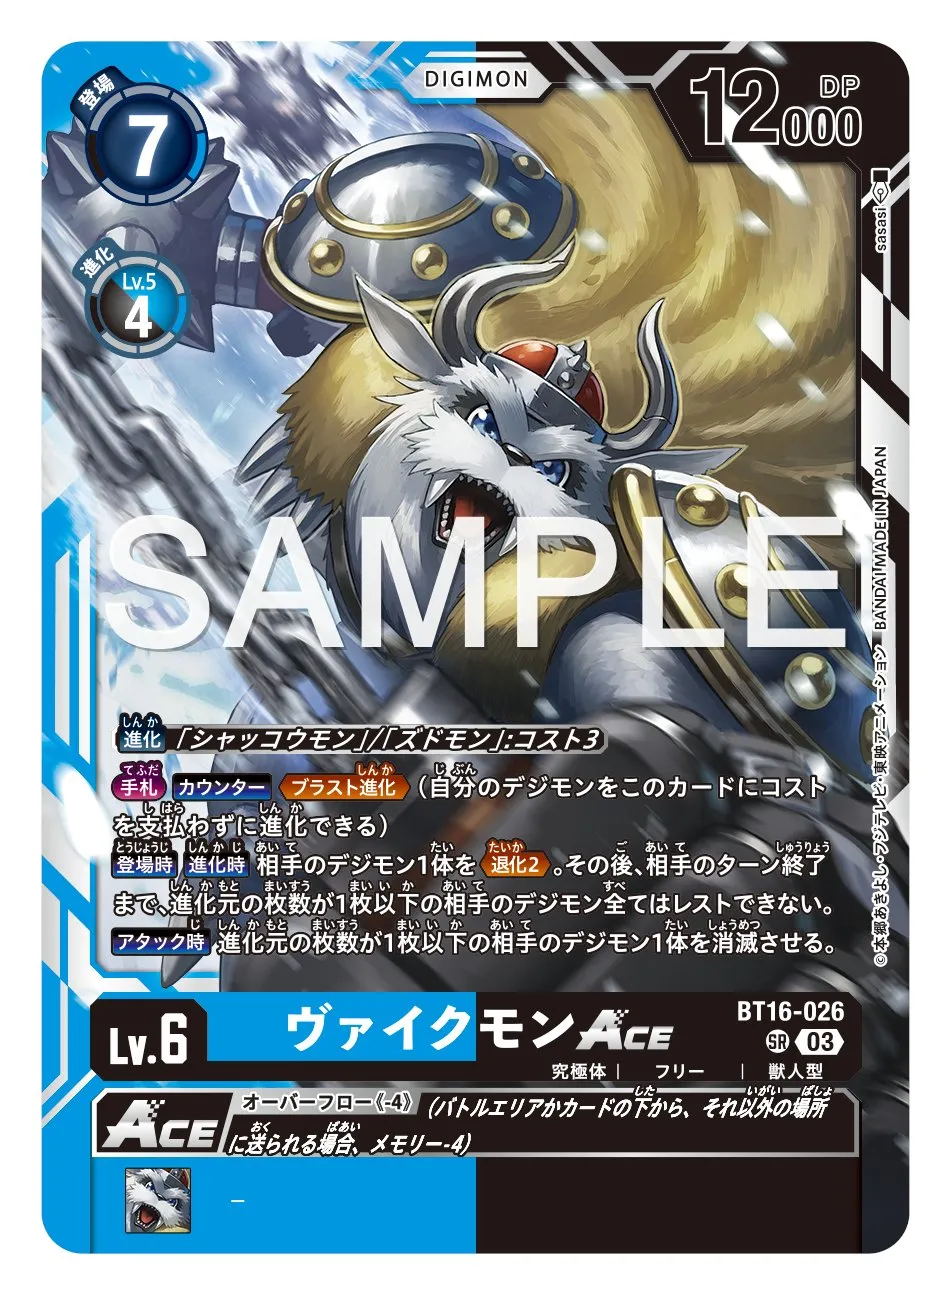 DIGIMON
登場
7
12000
DP
sasasi
進化
Lv.5
4
SAMPLE
BANDAI MADE IN JAPAN
©本郷あきよし・フジテレビ・東映アニメーション
進化 「シャッコウモン」/「ズドモン」:コスト3
手札 カウンター ブラスト進化 (自分のデジモンをこのカードにコスト
を支払わずに進化できる)
登場時 進化時 相手のデジモン1体を 退化2 。その後、相手のターン終了
まで、進化元の枚数が1枚以下の相手のデジモン全てはレストできない。
アタック時 進化元の枚数が1枚以下の相手のデジモン1体を消滅させる。
Lv.6
ヴァイクモン ACE
BT16-026
SR 03
究極体 | フリー | 獣人型
ACE
オーバーフロー《-4》 (バトルエリアかカードの下から、それ以外の場所
に送られる場合、メモリー-4)
–